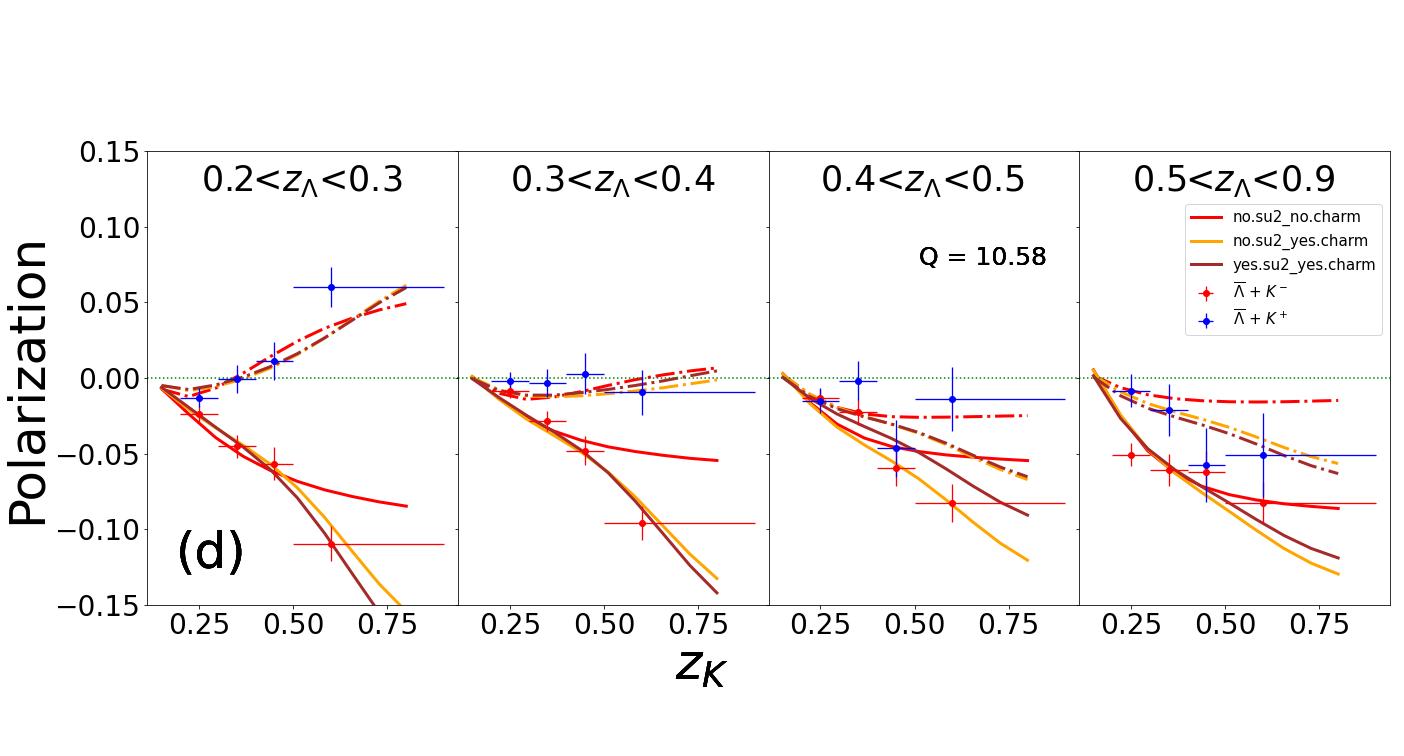 0.2<z_Λ<0.3 0.3<z_Λ<0.4 0.4<z_Λ<0.5 0.5<z_Λ<0.9
no.su2_no.charm
no.su2_yes.charm
yes.su2_yes.charm
Λ̅ + K⁻
Λ̅ + K⁺
Q = 10.58
(d)
Polarization
0.15
0.10
0.05
0.00
−0.05
−0.10
−0.15
0.25 0.50 0.75 0.25 0.50 0.75 0.25 0.50 0.75 0.25 0.50 0.75
z_K